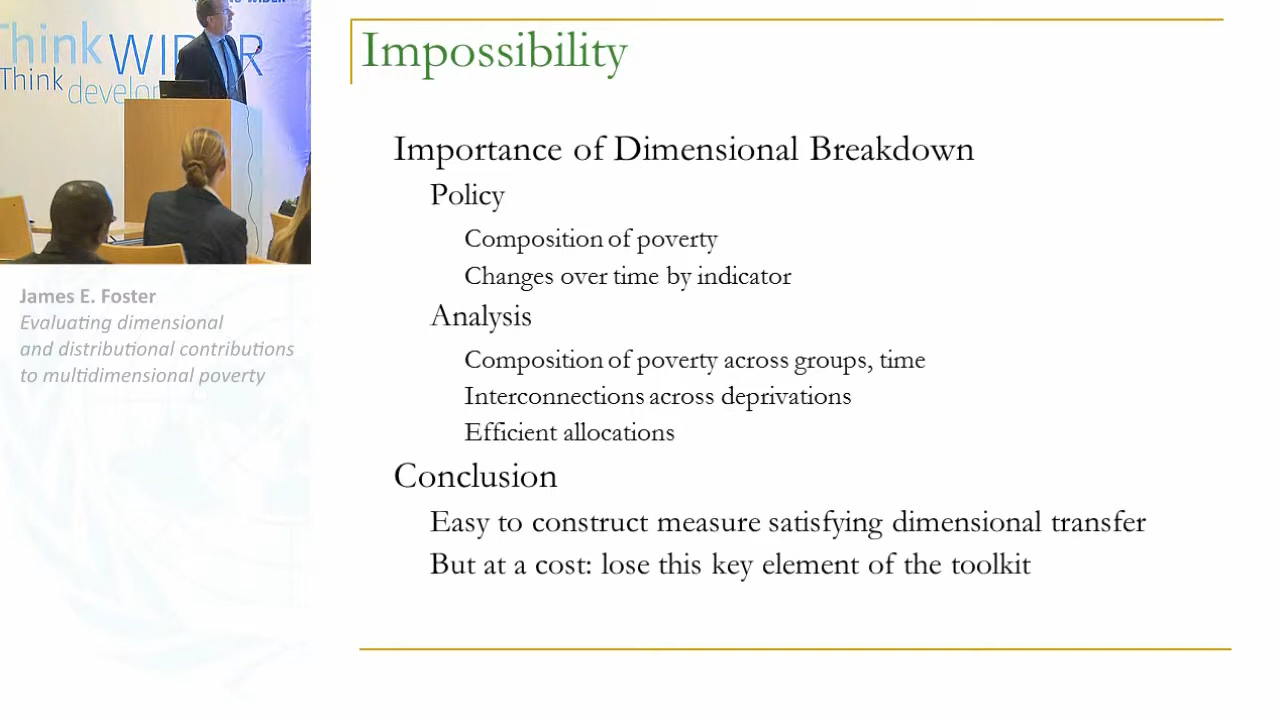 Think WIDER
Think
James E. Foster
Evaluating dimensional
and distributional contributions
to multidimensional poverty
Impossibility
Importance of Dimensional Breakdown
Policy
Composition of poverty
Changes over time by indicator
Analysis
Composition of poverty across groups, time
Interconnections across deprivations
Efficient allocations
Conclusion
Easy to construct measure satisfying dimensional transfer
But at a cost: lose this key element of the toolkit